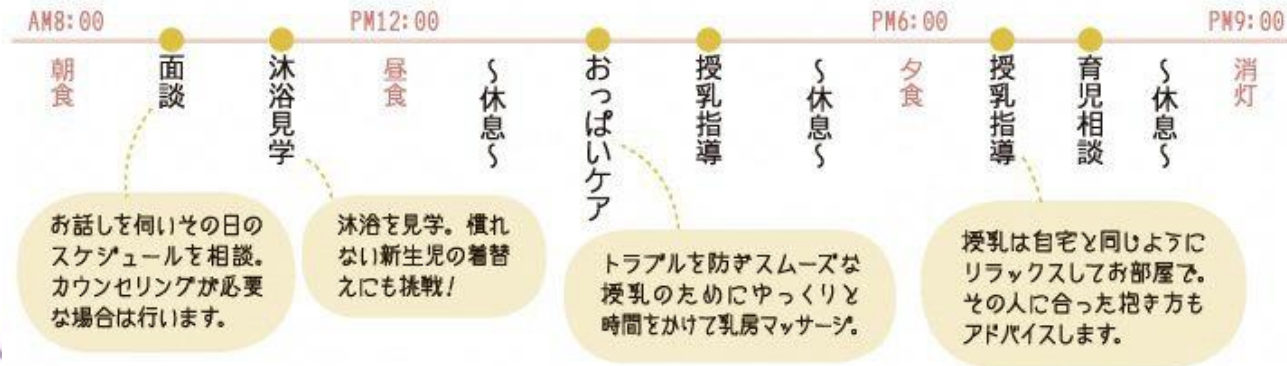 AM8:00
PM12:00
PM6:00
PM9:00
朝食
面談
沐浴見学
昼食
～休息～
おっぱいケア
授乳指導
～休息～
夕食
授乳指導
育児相談
～休息～
消灯
お話しを伺いその日の
スケジュールを相談。
カウンセリングが必要
な場合は行います。
沐浴を見学。慣れ
ない新生児の着替
えにも挑戦！
トラブルを防ぎスムーズな
授乳のためにゆっくりと
時間をかけて乳房マッサージ。
授乳は自宅と同じように
リラックスしてお部屋で。
その人に合った抱き方も
アドバイスします。